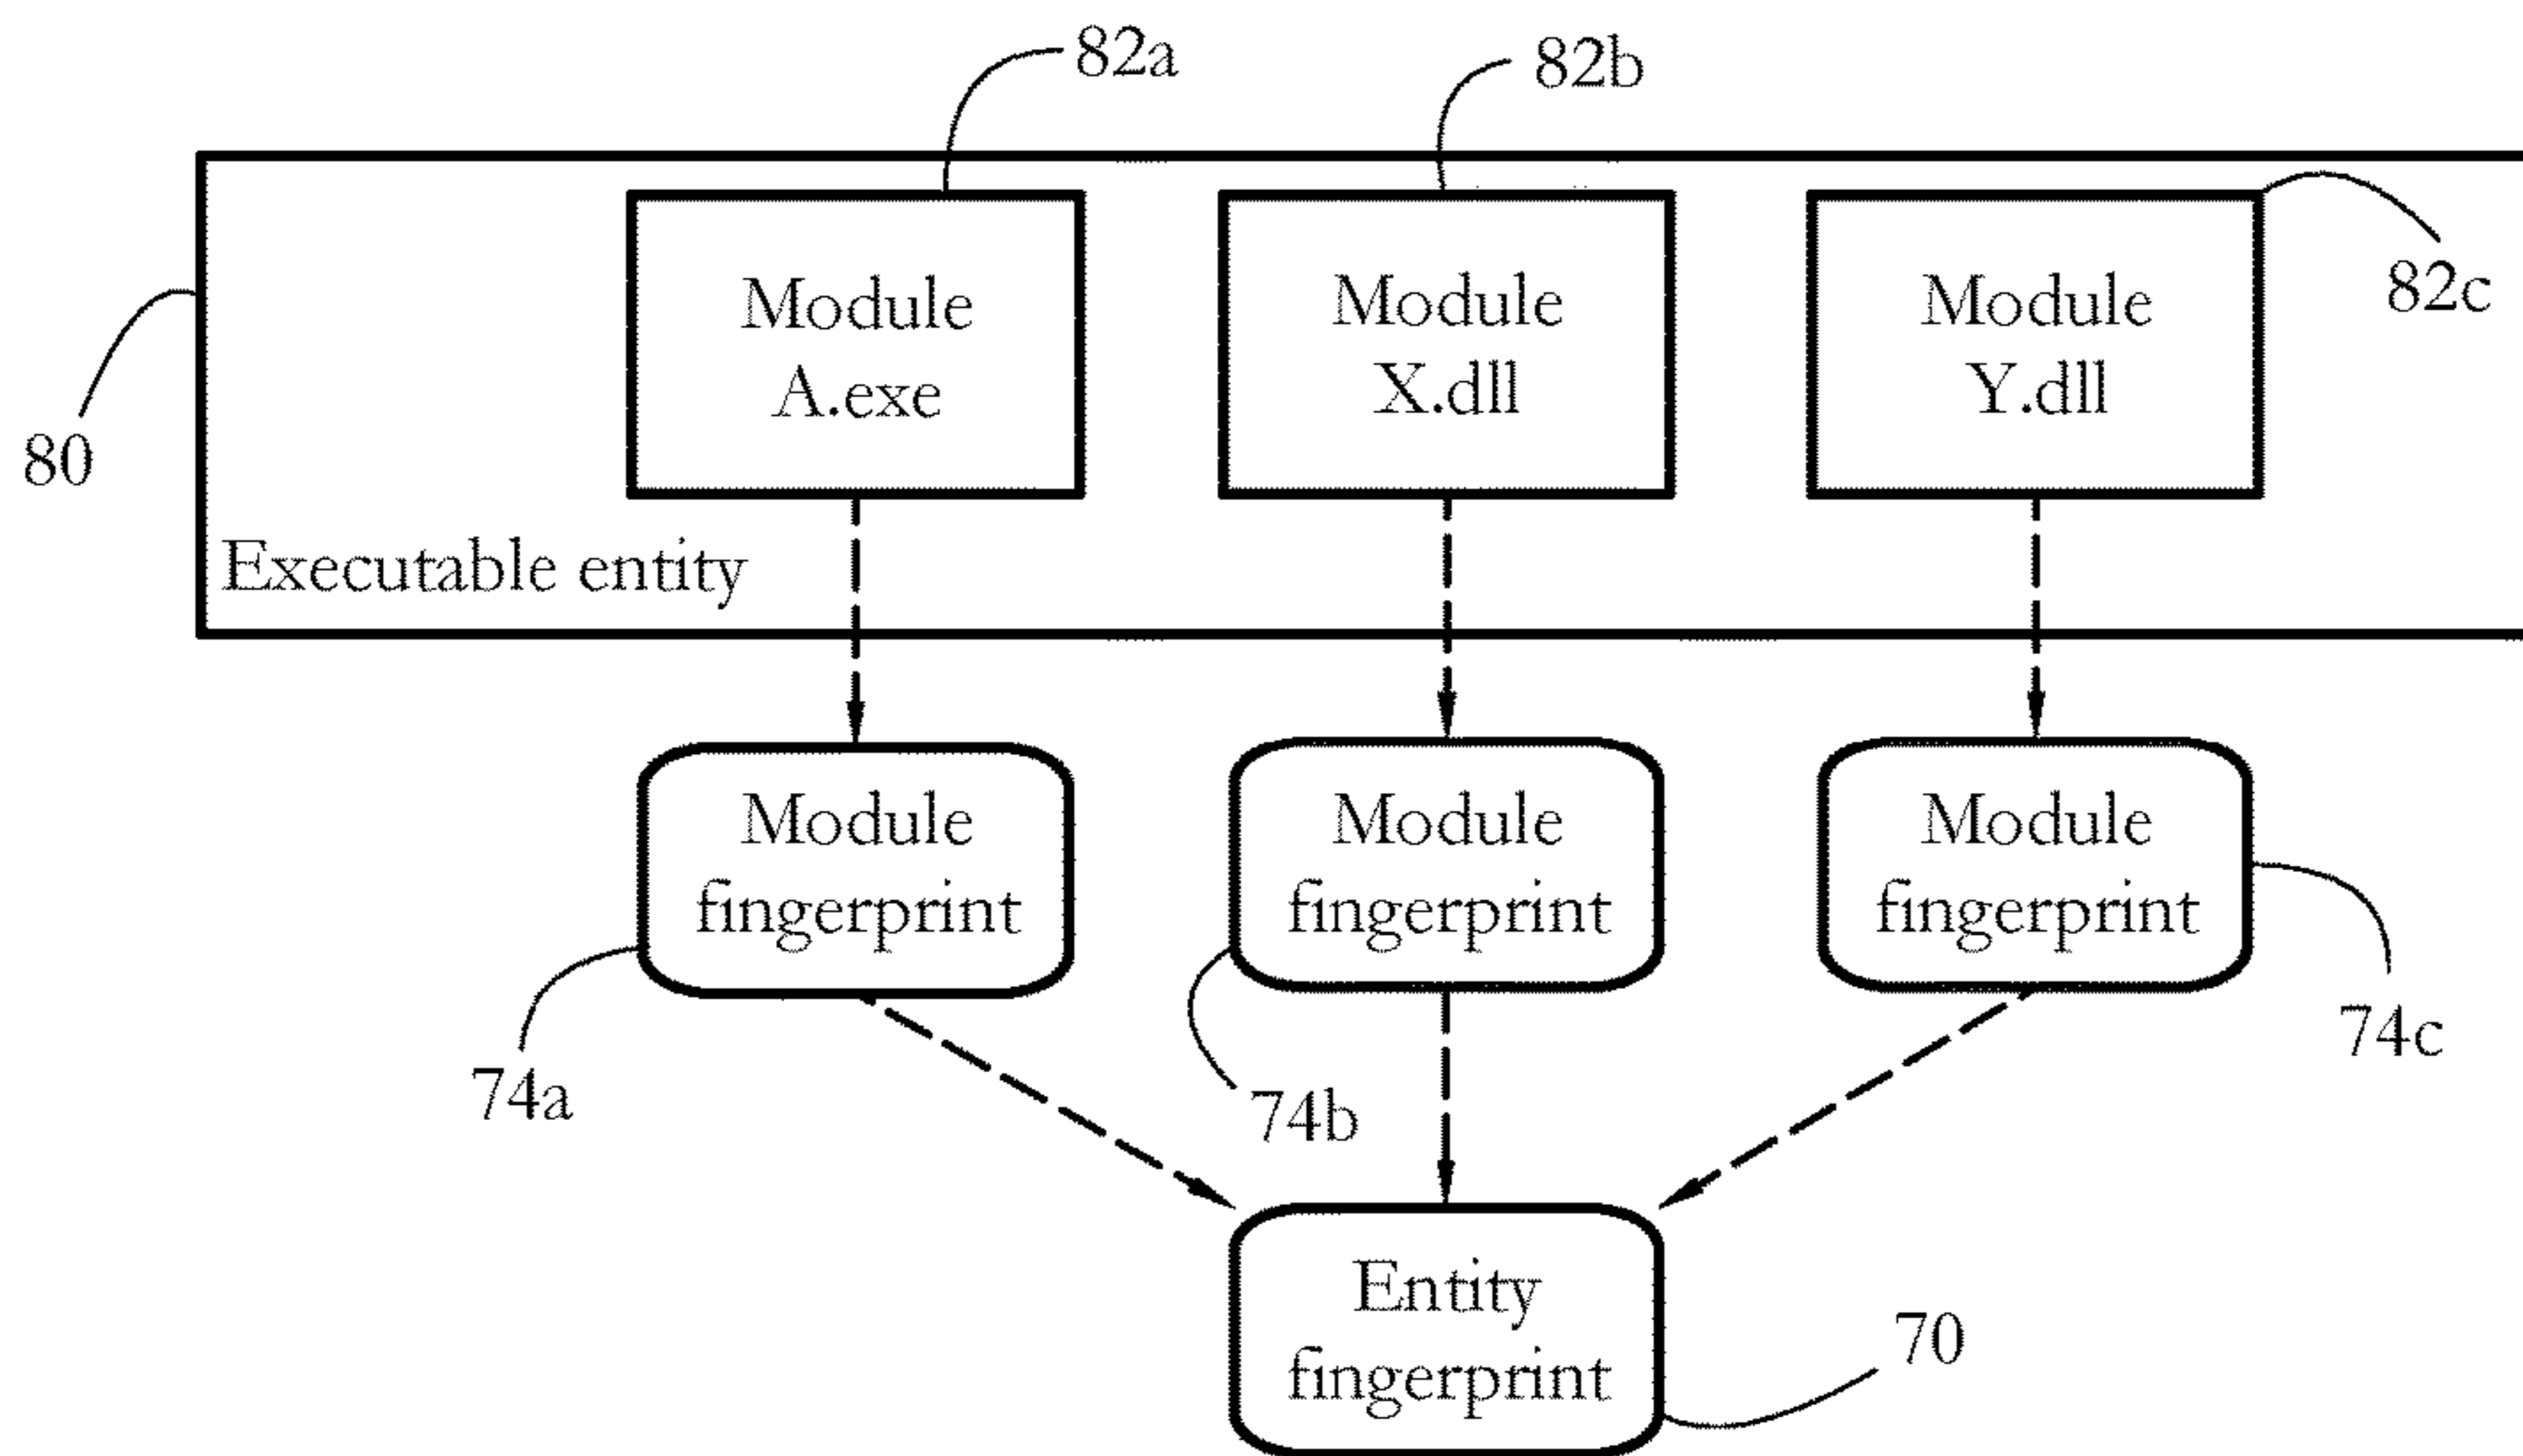 82a
82b
82c
Module
A.exe
Module
X.dll
Module
Y.dll
80
Executable entity
Module
fingerprint
Module
fingerprint
Module
fingerprint
74a
74b
74c
Entity
fingerprint
70